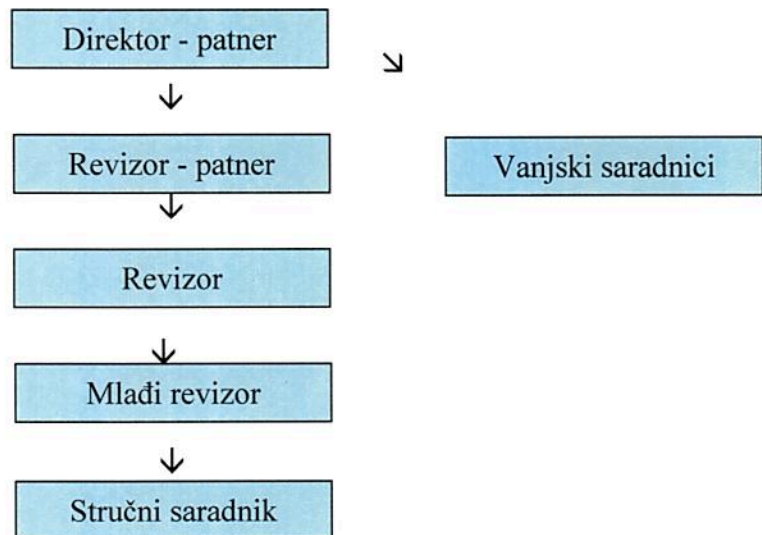 Direktor - patner
Revizor - patner
Vanjski saradnici
Revizor
Mlađi revizor
Stručni saradnik